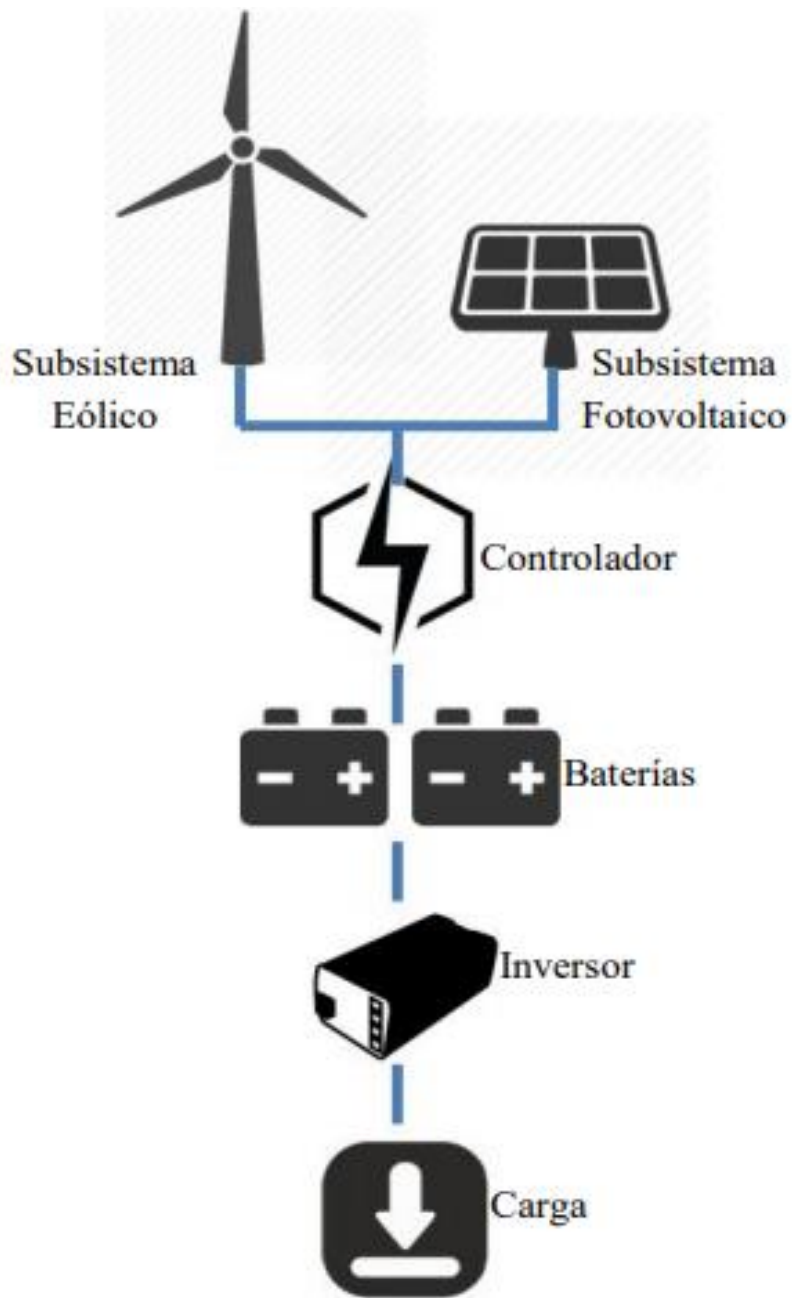 Subsistema
Eólico
Subsistema
Fotovoltaico
Controlador
Baterías
Inversor
Carga